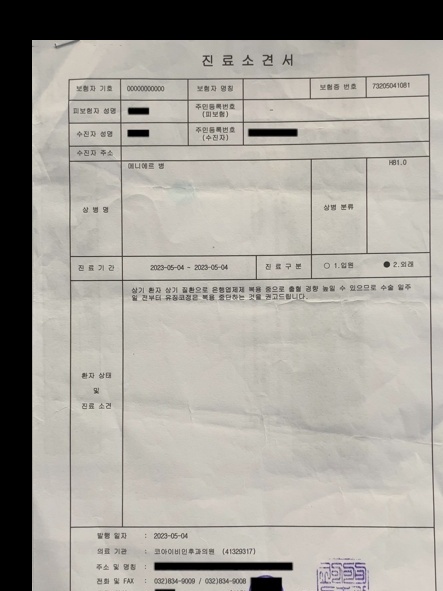 진료소견서
보험자 기호 00000000000 보험자 명칭 보험증 번호 73205041081
피보험자 성명 주민등록번호 (피보험) -
수진자 성명 주민등록번호 (수진자)
수진자 주소
상 병 명 메니에르 병 상병 분류 H81.0
진 료 기 간 2023-05-04 - 2023-05-04 진 료 구 분 ○ 1.입원 ● 2.외래
상기 환자 상기 질환으로 은행엽제제 복용 중으로 출혈 경향 높일 수 있으므로 수술 일주
일 전부터 유짐코정은 복용 중단하는 것을 권고드립니다.
환자 상태
및
진료 소견
발행 일자 : 2023-05-04
의료 기관 : 코아이비인후과의원 (41329317)
주소 및 명칭 :
전화 및 FAX : 032)834-9009 / 032)834-9008